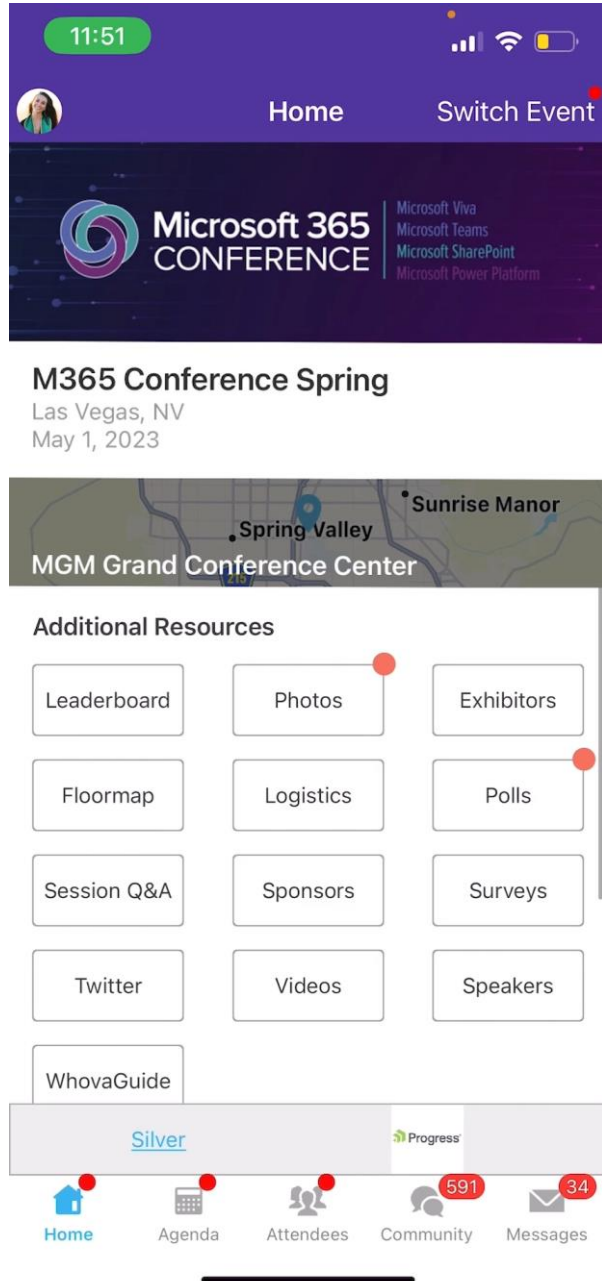 11:51
Home
Switch Event
Microsoft 365
CONFERENCE
Microsoft Viva
Microsoft Teams
Microsoft SharePoint
Microsoft Power Platform
M365 Conference Spring
Las Vegas, NV
May 1, 2023
Sunrise Manor
Spring Valley
MGM Grand Conference Center
215
Additional Resources
Leaderboard
Photos
Exhibitors
Floormap
Logistics
Polls
Session Q&A
Sponsors
Surveys
Twitter
Videos
Speakers
WhovaGuide
Silver
Progress
591
34
Home
Agenda
Attendees
Community
Messages